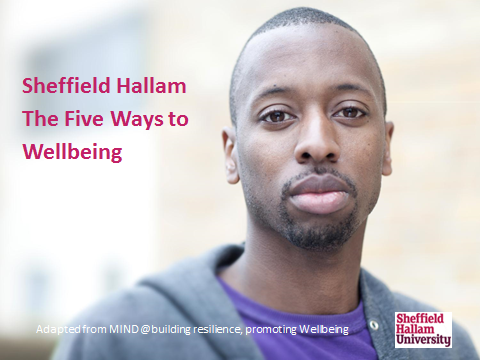 Sheffield Hallam
The Five Ways to
Wellbeing
Adapted from MIND @building resilience, promoting Wellbeing
Sheffield
Hallam
University